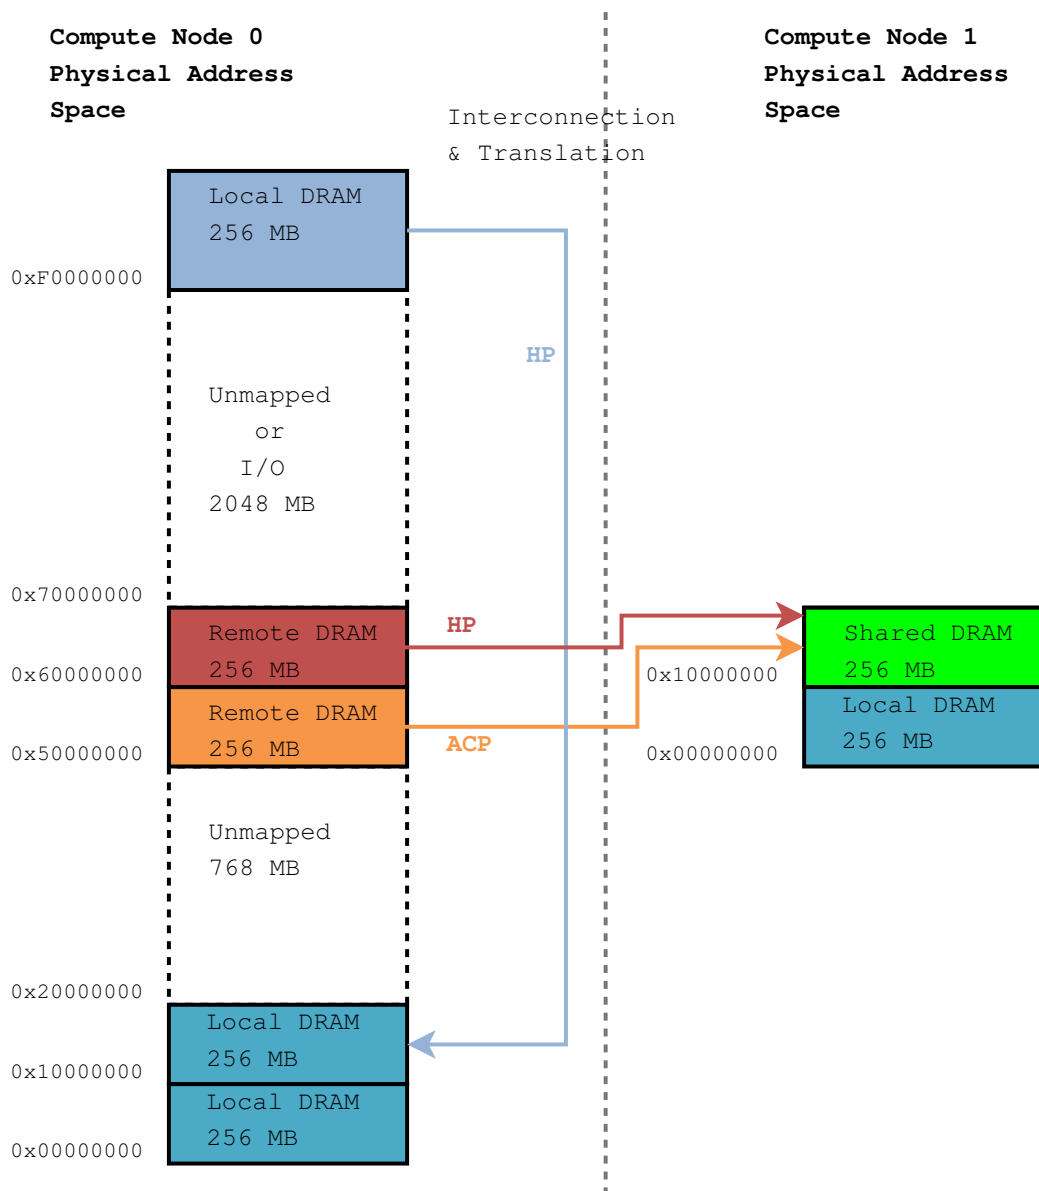 Compute Node 0
Physical Address
Space
Compute Node 1
Physical Address
Space
Interconnection
& Translation
Local DRAM
256 MB
0xF0000000
HP
Unmapped
or
I/O
2048 MB
0x70000000
Remote DRAM
256 MB
0x60000000
HP
Remote DRAM
256 MB
0x50000000
ACP
Shared DRAM
256 MB
0x10000000
Local DRAM
256 MB
0x00000000
Unmapped
768 MB
0x20000000
Local DRAM
256 MB
0x10000000
Local DRAM
256 MB
0x00000000